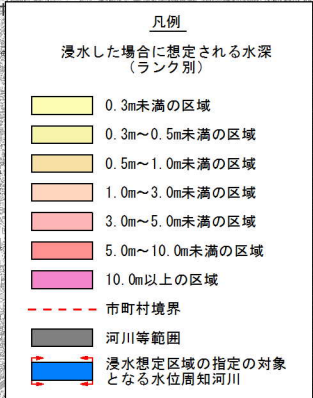 凡例
浸水した場合に想定される水深
（ランク別）
0.3m未満の区域
0.3m～0.5m未満の区域
0.5m～1.0m未満の区域
1.0m～3.0m未満の区域
3.0m～5.0m未満の区域
5.0m～10.0m未満の区域
10.0m以上の区域
市町村境界
河川等範囲
浸水想定区域の指定の対象
となる水位周知河川